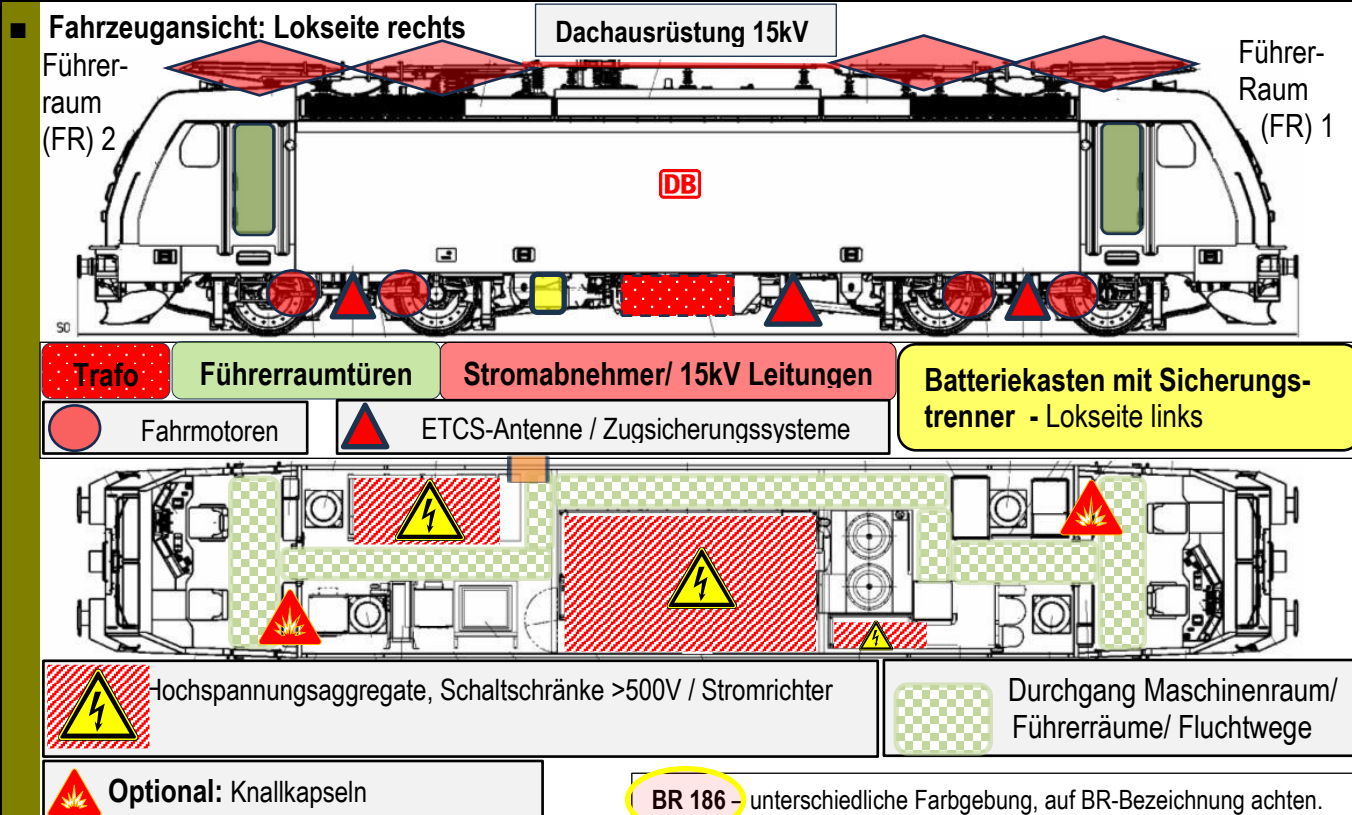 Fahrzeugansicht: Lokseite rechts
Dachausrüstung 15kV
Führer-
raum
(FR) 2
Führer-
Raum
(FR) 1
DB
SO
Trafo
Führerraumtüren
Stromabnehmer/ 15kV Leitungen
Batteriekasten mit Sicherungs-
trenner - Lokseite links
Fahrmotoren
ETCS-Antenne / Zugsicherungssysteme
Hochspannungsaggregate, Schaltschränke >500V / Stromrichter
Durchgang Maschinenraum/
Führerräume/ Fluchtwege
Optional: Knallkapseln
BR 186 – unterschiedliche Farbgebung, auf BR-Bezeichnung achten.